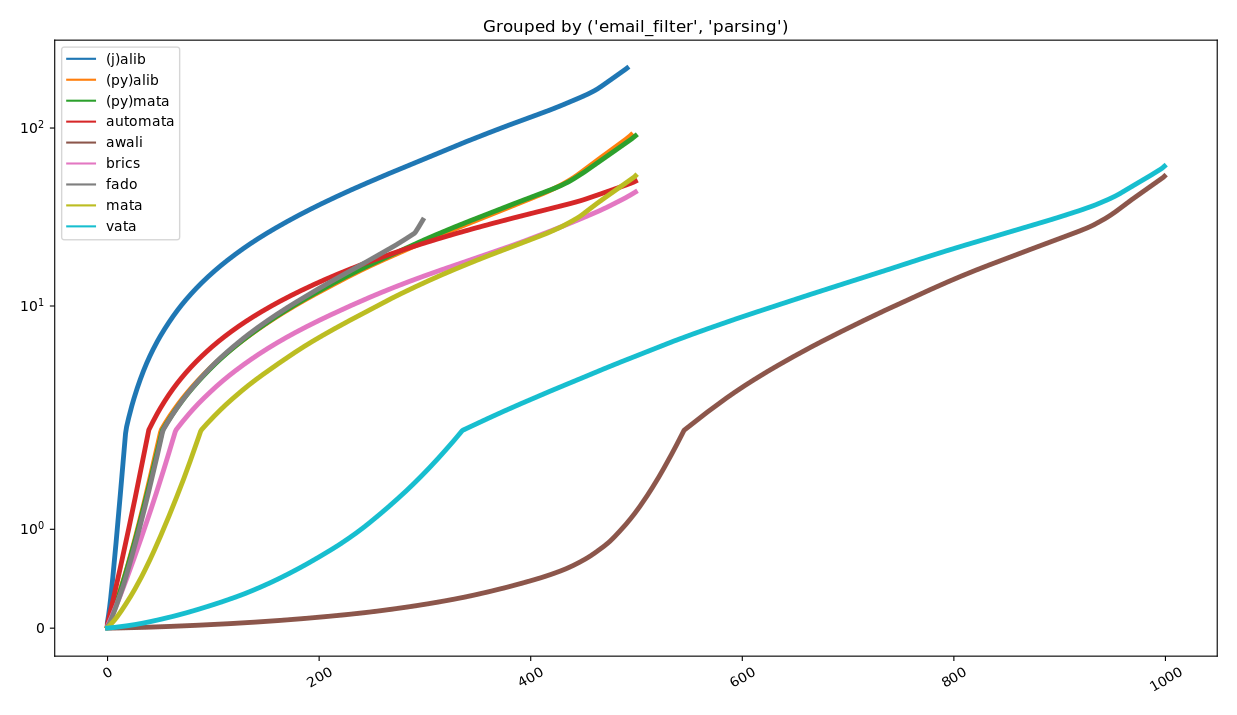 Grouped by ('email_filter', 'parsing')
(j)alib
(py)alib
(py)mata
automata
awali
brics
fado
mata
vata
10²
10¹
10⁰
0
0
200
400
600
800
1000